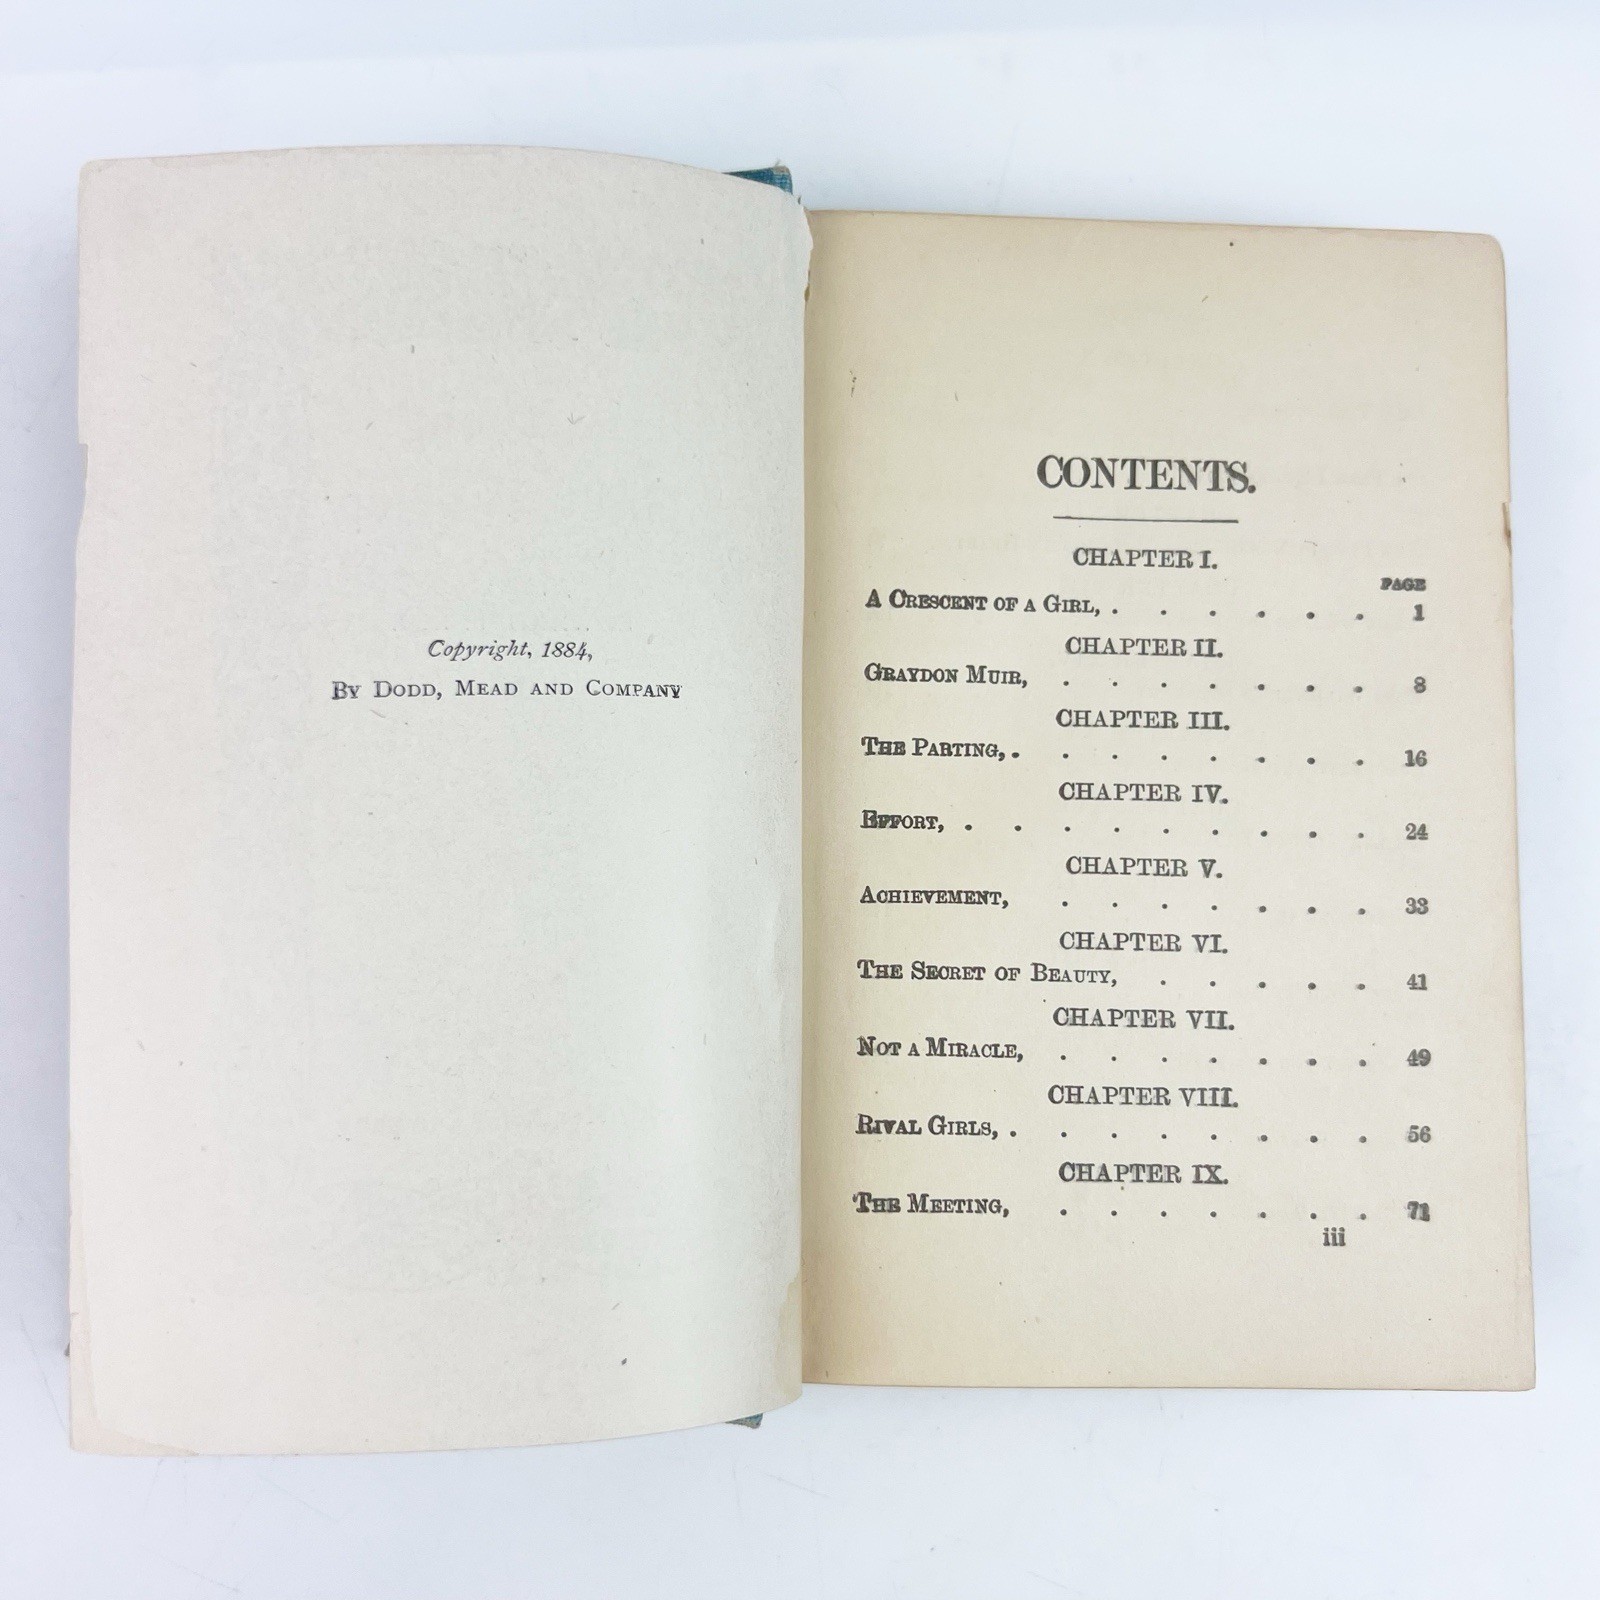 Copyright, 1884,
By Dodd, Mead and Company
CONTENTS.
CHAPTER I.
PAGE
A Crescent of a Girl, . . . . . . 1
CHAPTER II.
Graydon Muir, . . . . . . . 8
CHAPTER III.
The Parting, . . . . . . . . 16
CHAPTER IV.
Effort, . . . . . . . . . 24
CHAPTER V.
Achievement, . . . . . . . 33
CHAPTER VI.
The Secret of Beauty, . . . . . 41
CHAPTER VII.
Not a Miracle, . . . . . . . 49
CHAPTER VIII.
Rival Girls, . . . . . . . . 56
CHAPTER IX.
The Meeting, . . . . . . . 71
iii